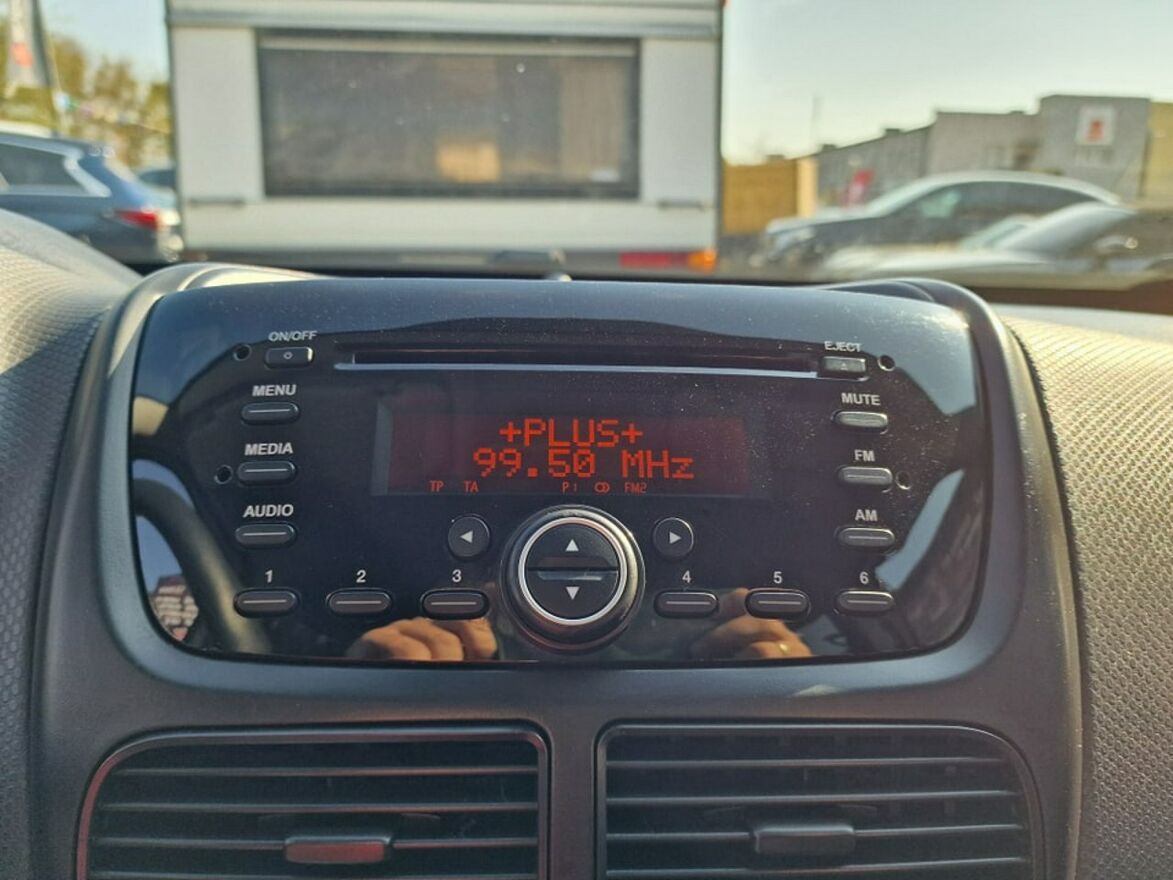 ON/OFF
EJECT
MENU
MUTE
+PLUS+
MEDIA
99.50 MHz
FM
TP TA P1 FM2
AUDIO
AM
1
2
3
4
5
6